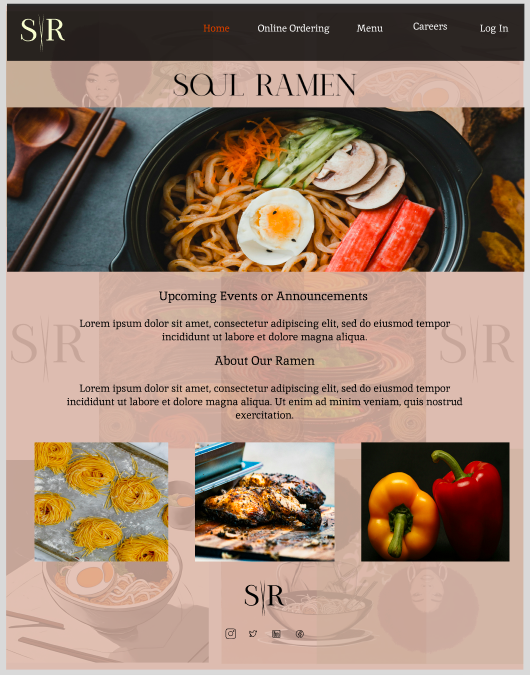 S R
Home Online Ordering Menu Careers Log In
SOUL RAMEN
Upcoming Events or Announcements
Lorem ipsum dolor sit amet, consectetur adipiscing elit, sed do eiusmod tempor
incididunt ut labore et dolore magna aliqua.
S R
S R
About Our Ramen
Lorem ipsum dolor sit amet, consectetur adipiscing elit, sed do eiusmod tempor
incididunt ut labore et dolore magna aliqua. Ut enim ad minim veniam, quis nostrud
exercitation.
S R